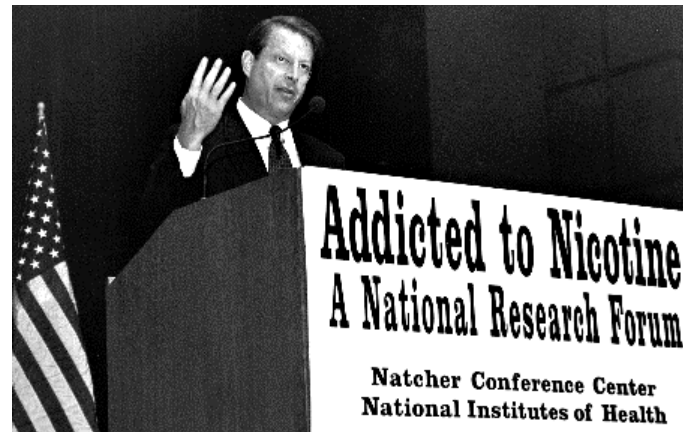 Addicted to Nicotine
A National Research Forum
Natcher Conference Center
National Institutes of Health